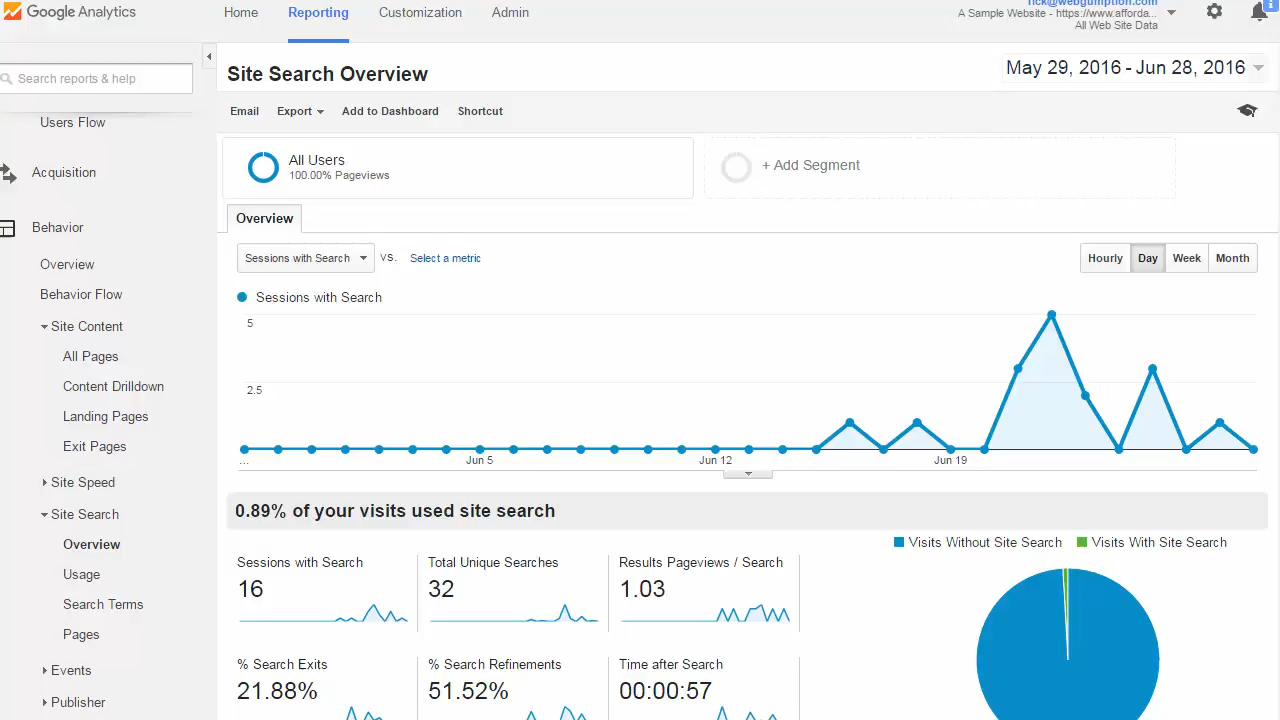 Google Analytics
Home Reporting Customization Admin
rick@webgumption.com
A Sample Website - https://www.afforda...
All Web Site Data
Search reports & help
Users Flow
Acquisition
Behavior
Overview
Behavior Flow
Site Content
All Pages
Content Drilldown
Landing Pages
Exit Pages
Site Speed
Site Search
Overview
Usage
Search Terms
Pages
Events
Publisher
Site Search Overview
May 29, 2016 - Jun 28, 2016
Email Export Add to Dashboard Shortcut
All Users
100.00% Pageviews
+ Add Segment
Overview
Sessions with Search VS. Select a metric
Hourly Day Week Month
Sessions with Search
5
2.5
... Jun 5 Jun 12 Jun 19
0.89% of your visits used site search
Visits Without Site Search Visits With Site Search
Sessions with Search
16
Total Unique Searches
32
Results Pageviews / Search
1.03
% Search Exits
21.88%
% Search Refinements
51.52%
Time after Search
00:00:57